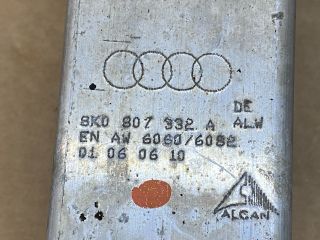 DE
8K0 807 332 A ALW
EN AW 6060/6082
01 06 06 10
ALCAN